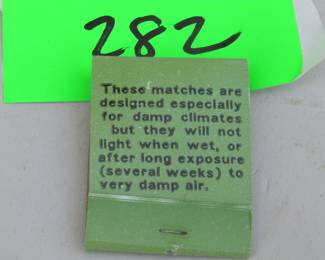 282
These matches are
designed especially
for damp climates
but they will not
light when wet, or
after long exposure
(several weeks) to
very damp air.